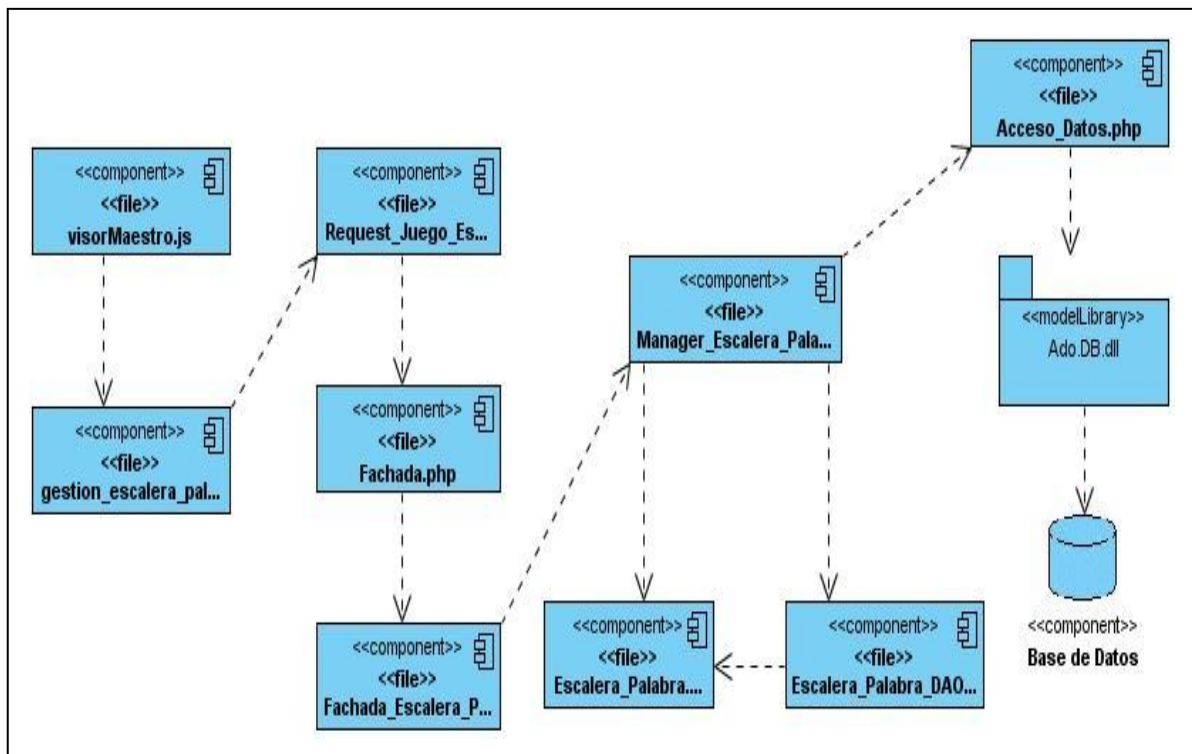 <<component>>
<<file>>
Acceso_Datos.php
<<component>>
<<file>>
visorMaestro.js
<<component>>
<<file>>
Request_Juego_Es...
<<component>>
<<file>>
Manager_Escalera_Pala...
<<modelLibrary>>
Ado.DB.dll
<<component>>
<<file>>
gestion_escalera_pal...
<<component>>
<<file>>
Fachada.php
<<component>>
<<file>>
Fachada_Escalera_P...
<<component>>
<<file>>
Escalera_Palabra....
<<component>>
<<file>>
Escalera_Palabra_DAO...
<<component>>
Base de Datos